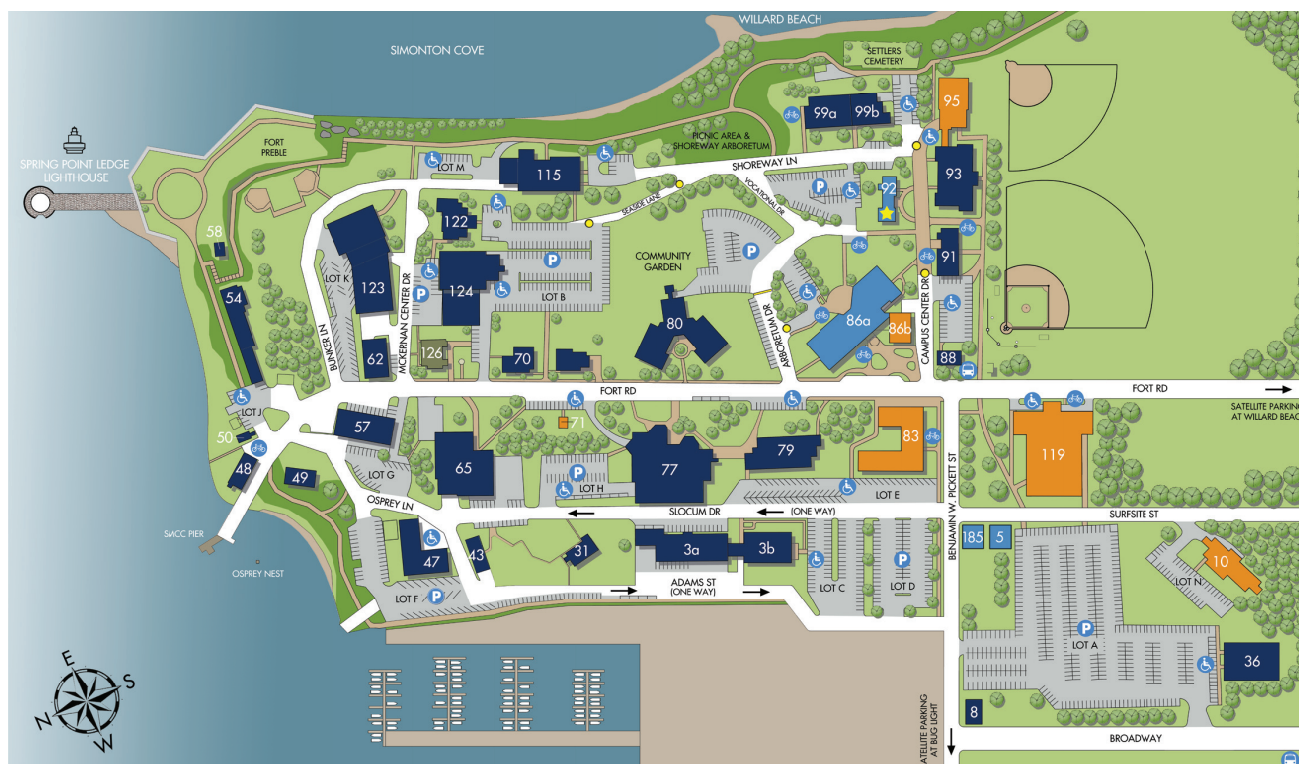 WILLARD BEACH
SIMONTON COVE
SETTLERS
CEMETERY
99a
99b
95
PICNIC AREA &
SHOREWAY ARBORETUM
FORT
PREBLE
SPRING POINT LEDGE
LIGHTHOUSE
LOT M
115
SHOREWAY LN
93
P
92
VOCATIONAL DR
SEASIDE LANE
122
58
91
COMMUNITY
GARDEN
P
P
LOT K
123
MCKERNAN CENTER DR
P
124
LOT B
54
80
86a
86b
CAMPUS CENTER DR
ARBORETUM DR
BUNKER LN
62
126
70
88
FORT RD
FORT RD
SATELLITE PARKING
AT WILLARD BEACH
LOT J
50
57
71
83
48
49
LOT G
65
P
LOT H
77
79
119
LOT E
OSPREY LN
SLOCUM DR
(ONE WAY)
BENJAMIN W. PICKETT ST
SURFSITE ST
SMCC PIER
OSPREY NEST
47
43
31
3a
3b
P
185
5
10
LOT N
LOT F
P
ADAMS ST
(ONE WAY)
LOT C
LOT D
P
LOT A
36
E
S
N
W
8
ATELLITE PARKING
AT BUG LIGHT
BROADWAY